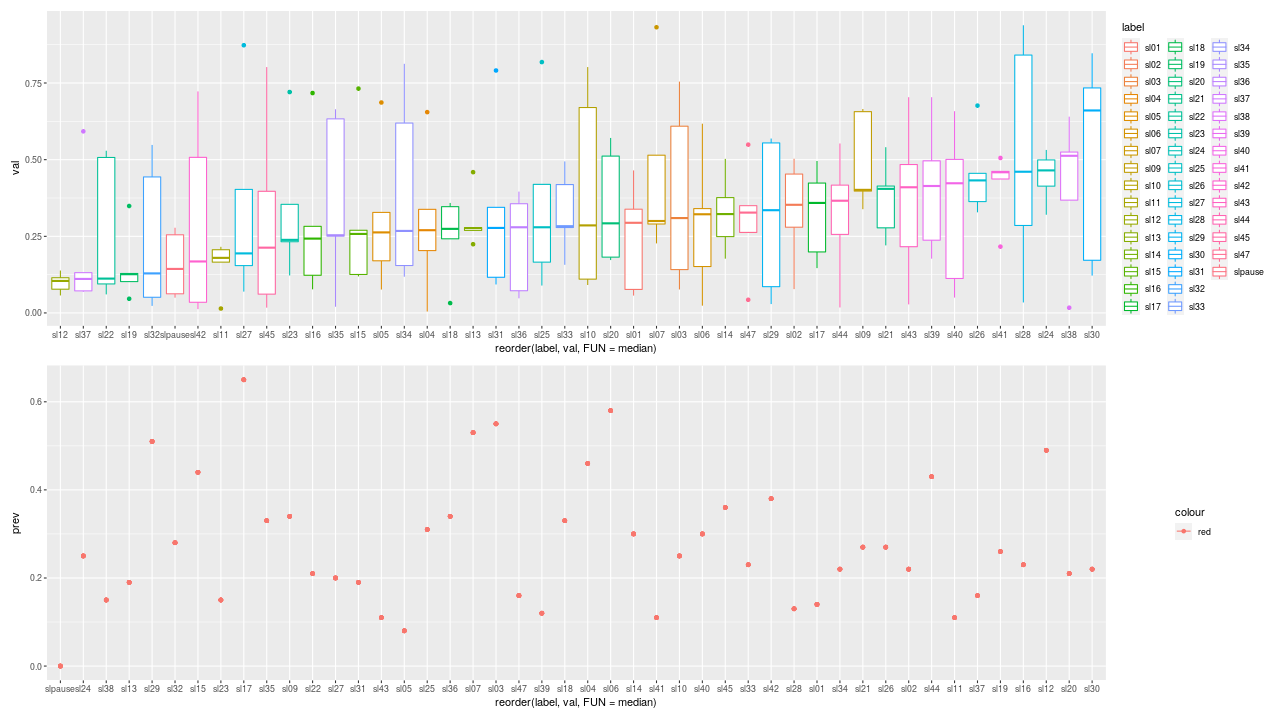 val
0.75
0.50
0.25
0.00
sl12 sl37 sl22 sl19 sl32 slpause sl42 sl11 sl27 sl45 sl23 sl16 sl35 sl15 sl05 sl34 sl04 sl18 sl13 sl31 sl36 sl25 sl33 sl10 sl20 sl01 sl07 sl03 sl06 sl14 sl47 sl29 sl02 sl17 sl44 sl09 sl21 sl43 sl39 sl40 sl26 sl41 sl28 sl24 sl38 sl30
reorder(label, val, FUN = median)
label
sl01 sl18 sl34
sl02 sl19 sl35
sl03 sl20 sl36
sl04 sl21 sl37
sl05 sl22 sl38
sl06 sl23 sl39
sl07 sl24 sl40
sl09 sl25 sl41
sl10 sl26 sl42
sl11 sl27 sl43
sl12 sl28 sl44
sl13 sl29 sl45
sl14 sl30 sl47
sl15 sl31 slpause
sl16 sl32
sl17 sl33
prev
0.6
0.4
0.2
0.0
slpause sl24 sl38 sl13 sl29 sl32 sl15 sl23 sl17 sl35 sl09 sl22 sl27 sl31 sl43 sl05 sl25 sl36 sl07 sl03 sl47 sl39 sl18 sl04 sl06 sl14 sl41 sl10 sl40 sl45 sl33 sl42 sl28 sl01 sl34 sl21 sl26 sl02 sl44 sl11 sl37 sl19 sl16 sl12 sl20 sl30
reorder(label, val, FUN = median)
colour
red